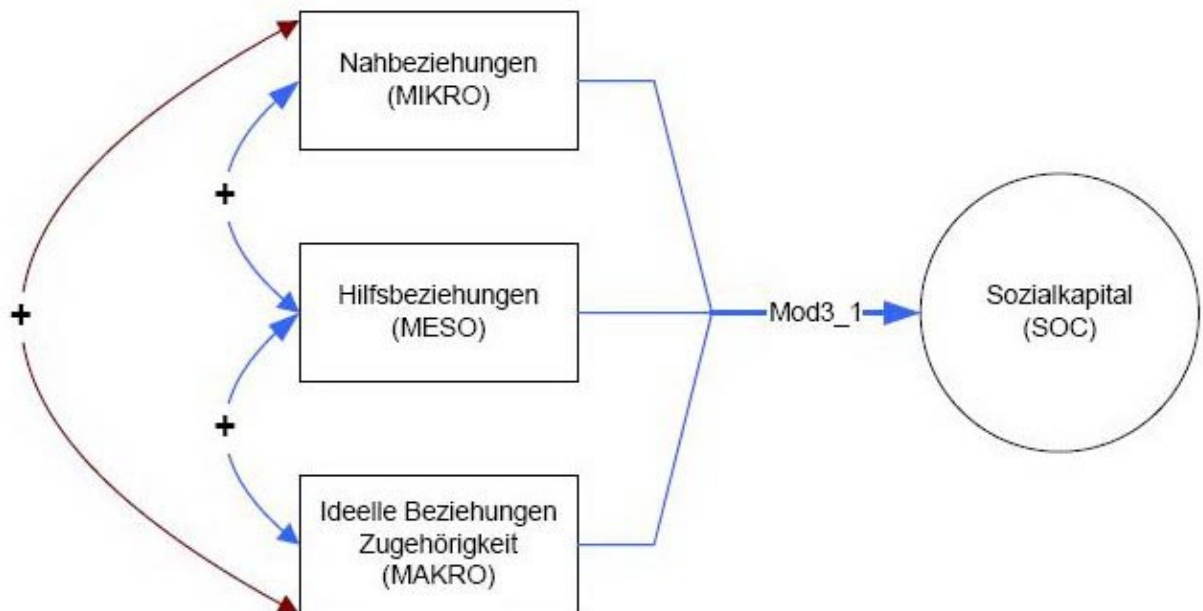 Nahbeziehungen
(MIKRO)
+
Hilfsbeziehungen
(MESO)
+
Mod3_1
Sozialkapital
(SOC)
+
Ideelle Beziehungen
Zugehörigkeit
(MAKRO)